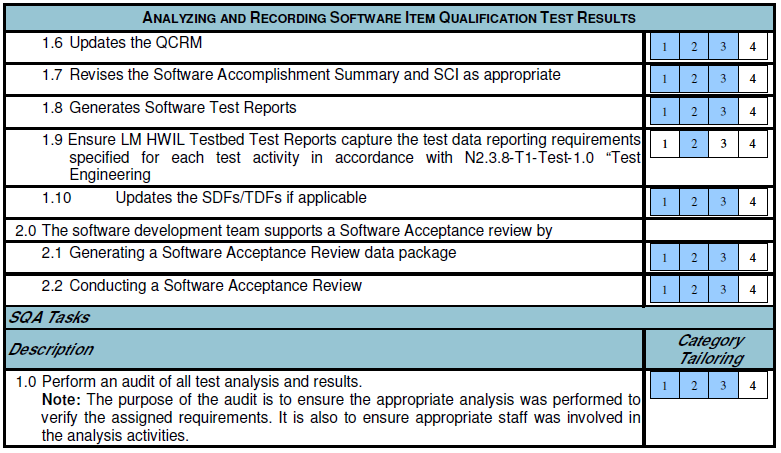 ANALYZING AND RECORDING SOFTWARE ITEM QUALIFICATION TEST RESULTS
1.6 Updates the QCRM
1 2 3 4
1.7 Revises the Software Accomplishment Summary and SCI as appropriate
1 2 3 4
1.8 Generates Software Test Reports
1 2 3 4
1.9 Ensure LM HWIL Testbed Test Reports capture the test data reporting requirements
specified for each test activity in accordance with N2.3.8-T1-Test-1.0 “Test
Engineering
1 2 3 4
1.10 Updates the SDFs/TDFs if applicable
1 2 3 4
2.0 The software development team supports a Software Acceptance review by
2.1 Generating a Software Acceptance Review data package
1 2 3 4
2.2 Conducting a Software Acceptance Review
1 2 3 4
SQA Tasks
Description
Category
Tailoring
1.0 Perform an audit of all test analysis and results.
1 2 3 4
Note: The purpose of the audit is to ensure the appropriate analysis was performed to
verify the assigned requirements. It is also to ensure appropriate staff was involved in
the analysis activities.